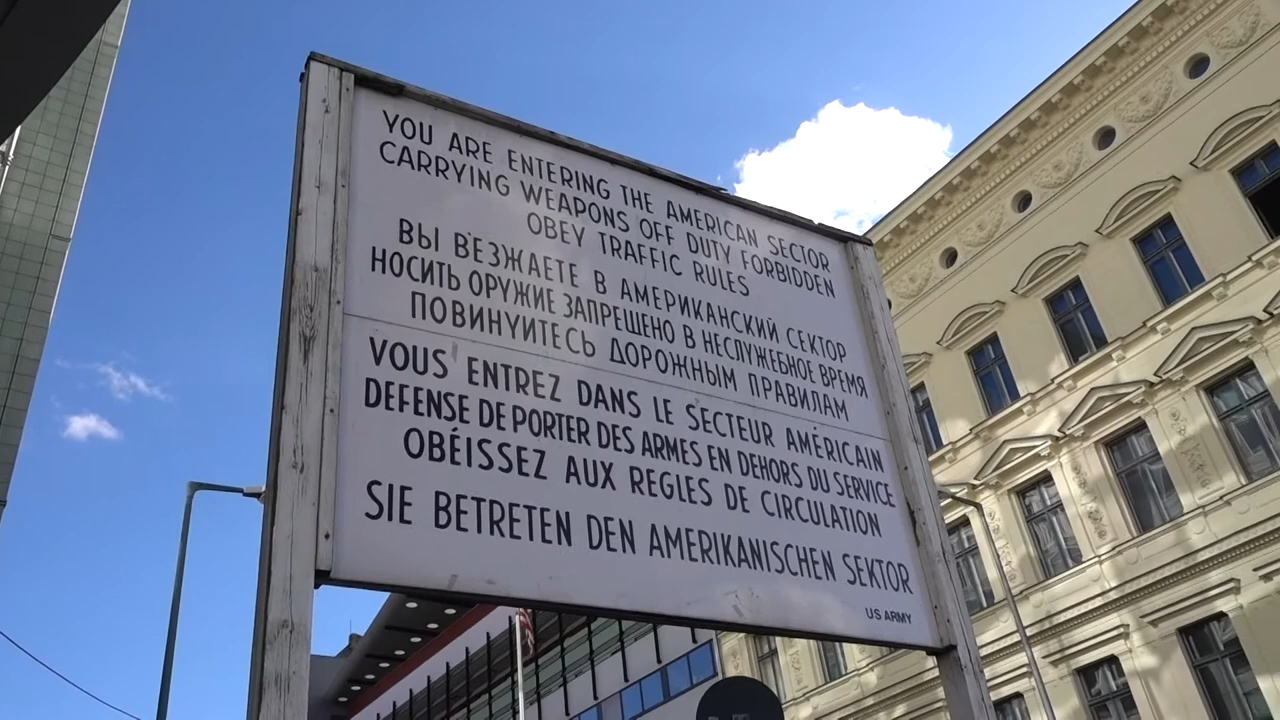 YOU ARE ENTERING THE AMERICAN SECTOR
CARRYING WEAPONS OFF DUTY FORBIDDEN
OBEY TRAFFIC RULES
ВЫ ВЪЕЗЖАЕТЕ В АМЕРИКАНСКИЙ СЕКТОР
НОСИТЬ ОРУЖИЕ ЗАПРЕЩЕНО В НЕСЛУЖЕБНОЕ ВРЕМЯ
ПОВИНУИТЕСЬ ДОРОЖНЫМ ПРАВИЛАМ
VOUS ENTREZ DANS LE SECTEUR AMÉRICAIN
DEFENSE DE PORTER DES ARMES EN DEHORS DU SERVICE
OBÉISSEZ AUX REGLES DE CIRCULATION
SIE BETRETEN DEN AMERIKANISCHEN SEKTOR
US ARMY